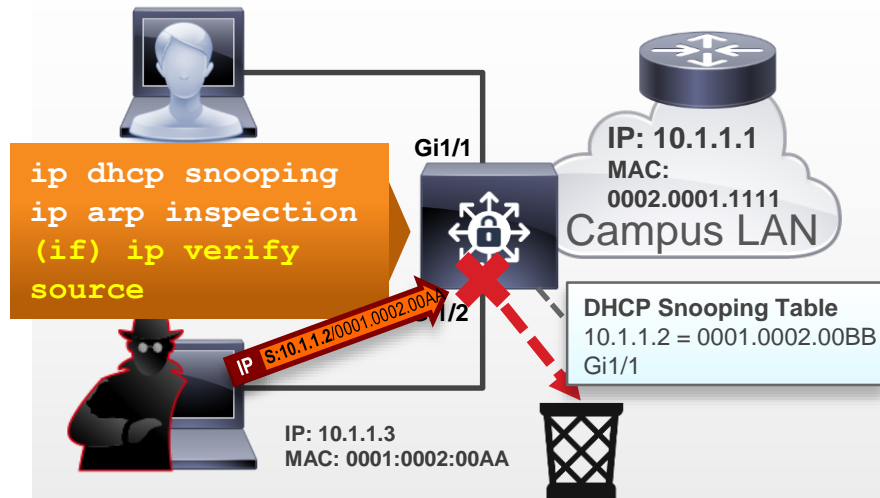 Gi1/1
IP: 10.1.1.1
MAC:
0002.0001.1111
Campus LAN
ip dhcp snooping
ip arp inspection
(if) ip verify
source
IP S:10.1.1.2/0001.0002.00AA
1/2
DHCP Snooping Table
10.1.1.2 = 0001.0002.00BB
Gi1/1
IP: 10.1.1.3
MAC: 0001:0002:00AA